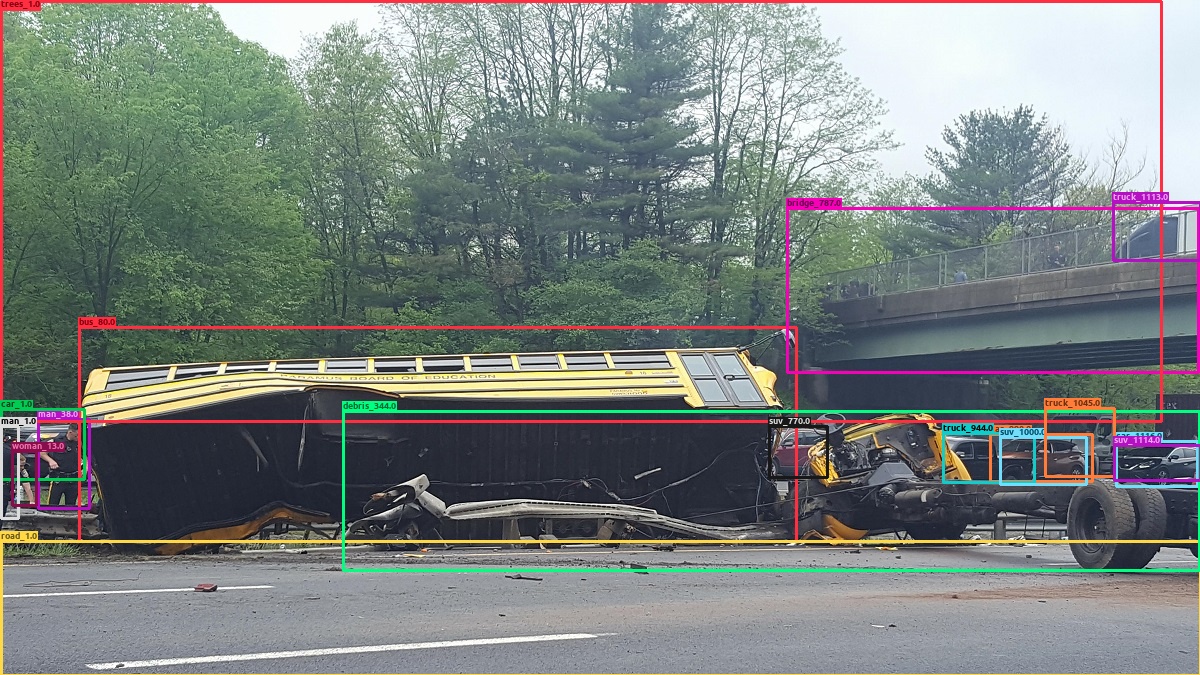 trees_1.0
truck_1113.0
bridge_787.0
bus_80.0
PARAMUS BOARD OF EDUCATION
car_1.0
man_38.0
man_1.0
woman_13.0
debris_344.0
suv_770.0
truck_1045.0
truck_944.0
suv_1000.0
suv_1114.0
road_1.0